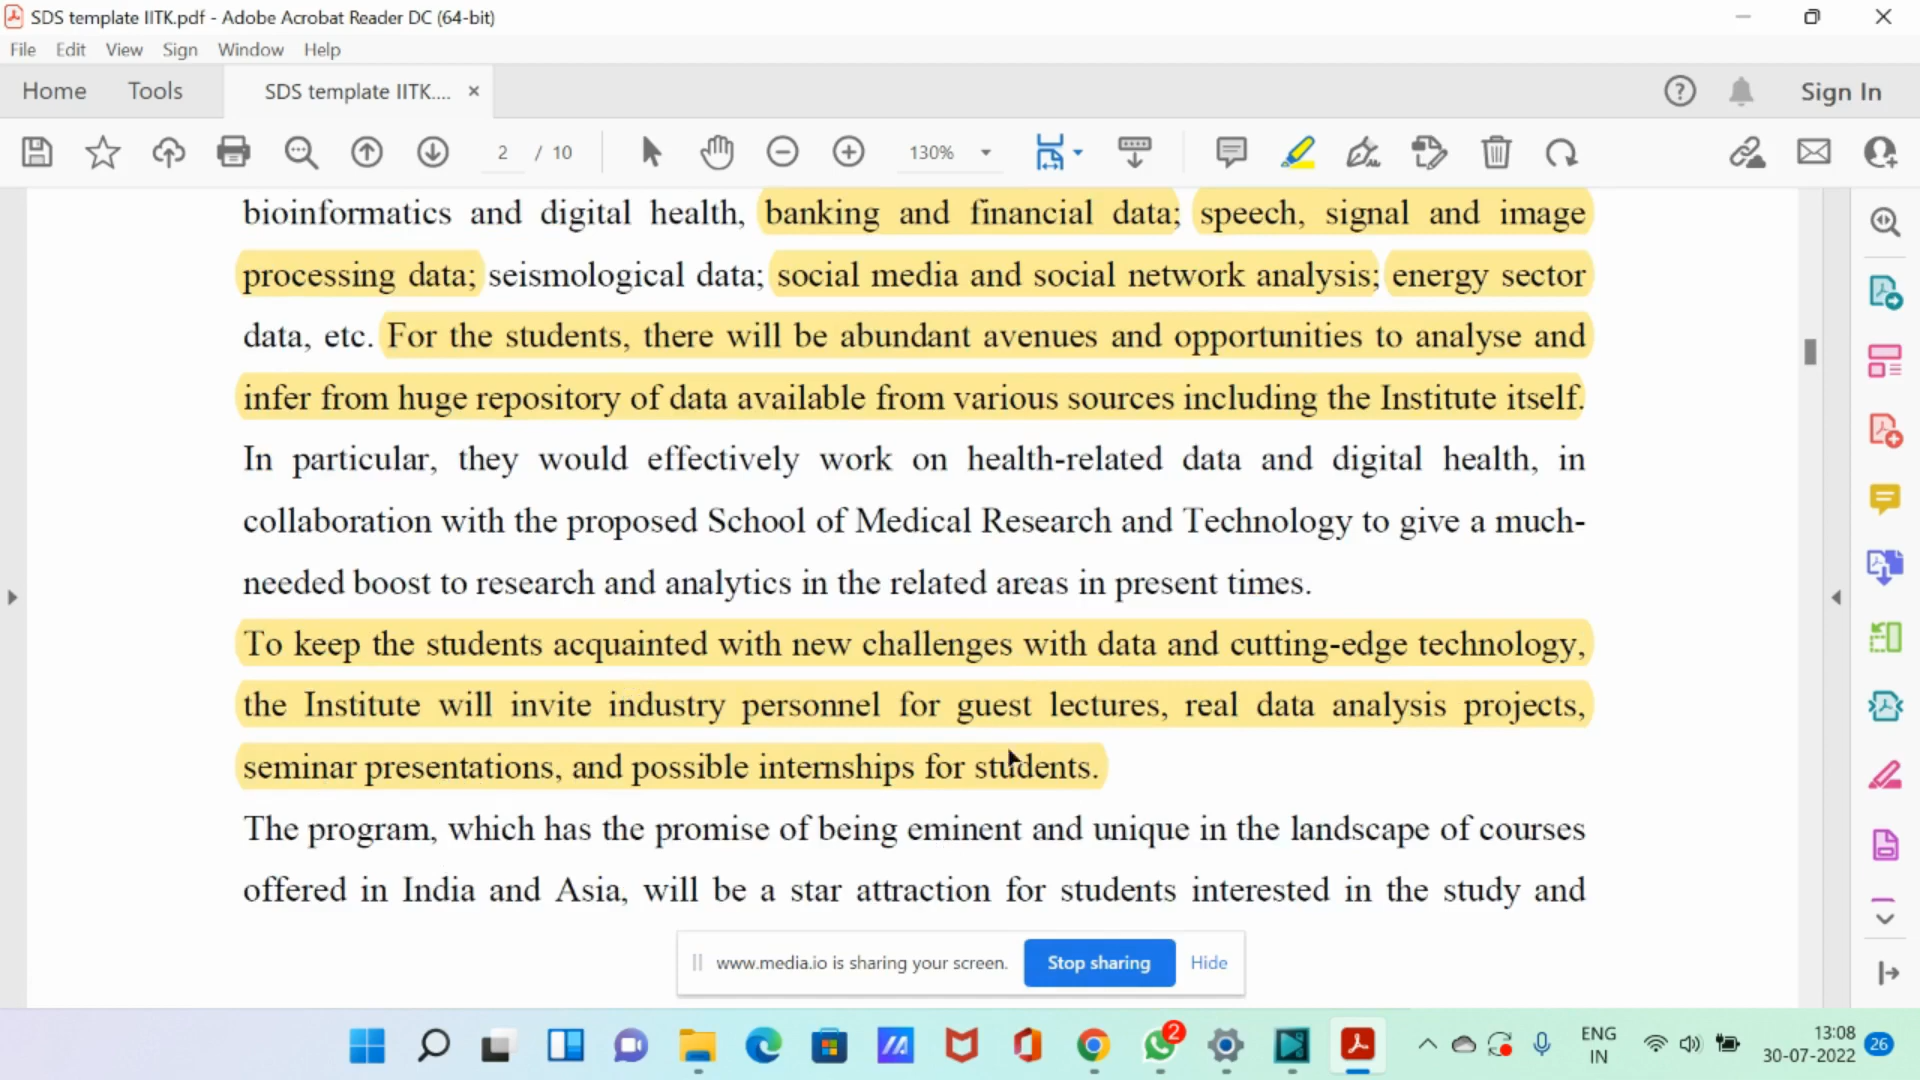 SDS template IITK.pdf - Adobe Acrobat Reader DC (64-bit)
File Edit View Sign Window Help
Home Tools SDS template IITK.... × Sign In
2 / 10 130%
bioinformatics and digital health, banking and financial data; speech, signal and image
processing data; seismological data; social media and social network analysis; energy sector
data, etc. For the students, there will be abundant avenues and opportunities to analyse and
infer from huge repository of data available from various sources including the Institute itself.
In particular, they would effectively work on health-related data and digital health, in
collaboration with the proposed School of Medical Research and Technology to give a much-
needed boost to research and analytics in the related areas in present times.
To keep the students acquainted with new challenges with data and cutting-edge technology,
the Institute will invite industry personnel for guest lectures, real data analysis projects,
seminar presentations, and possible internships for students.
The program, which has the promise of being eminent and unique in the landscape of courses
offered in India and Asia, will be a star attraction for students interested in the study and
www.media.io is sharing your screen. Stop sharing Hide
2
ENG
IN
13:08
30-07-2022
26